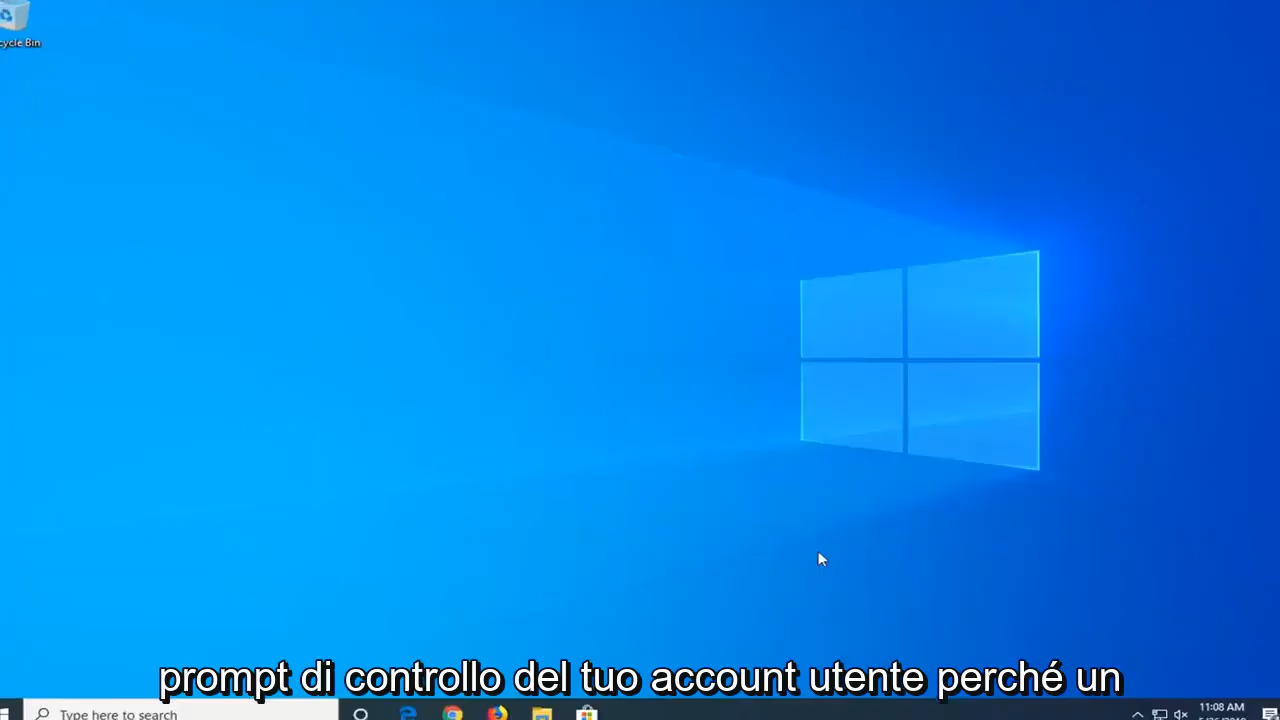 cycle Bin
prompt di controllo del tuo account utente perché un
Type here to search
11:08 AM